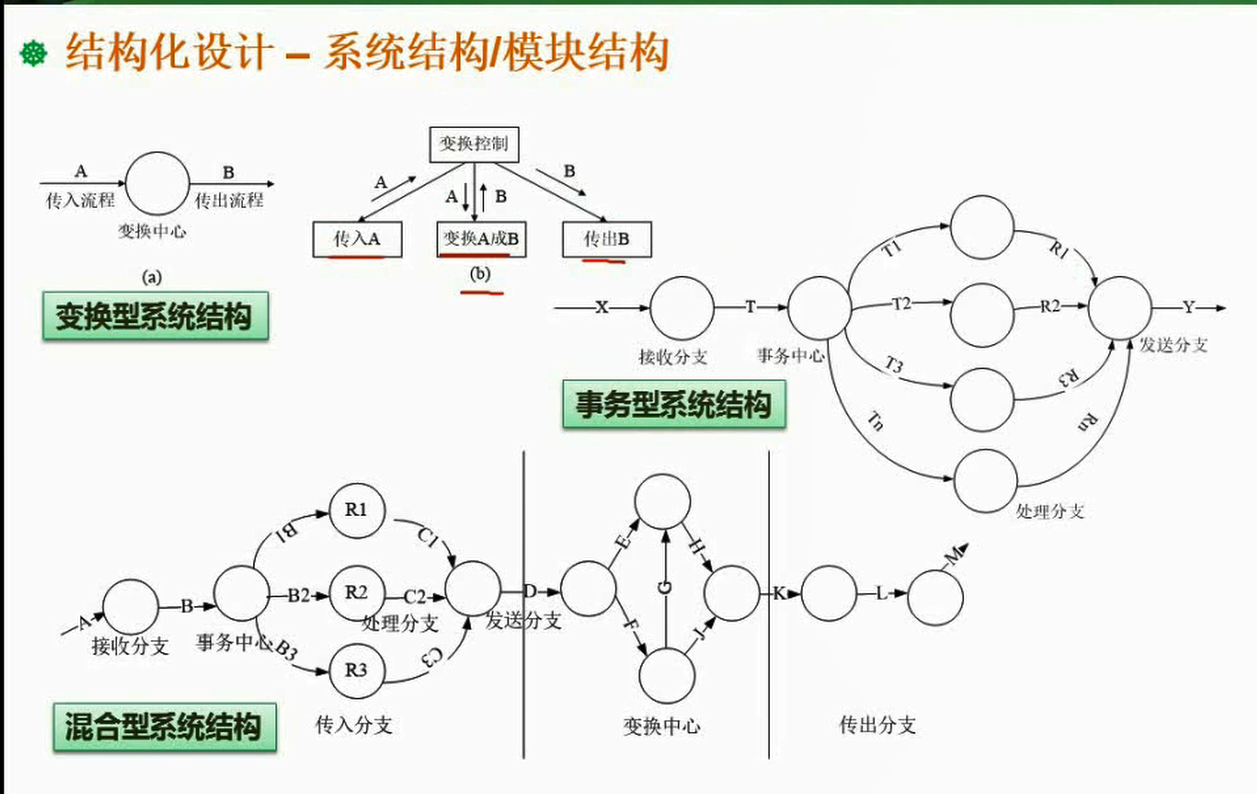 结构化设计 – 系统结构/模块结构
A
传入流程
B
传出流程
变换中心
(a)
变换型系统结构
变换控制
A
A
B
B
传入A
变换A成B
传出B
(b)
X
接收分支
T
事务中心
T1
T2
T3
Tn
R1
R2
R3
Rn
处理分支
发送分支
Y
事务型系统结构
A
接收分支
B
事务中心
B1
B2
B3
R1
R2
R3
处理分支
C1
C2
C3
发送分支
传入分支
D
E
F
G
H
J
变换中心
K
L
M
传出分支
混合型系统结构